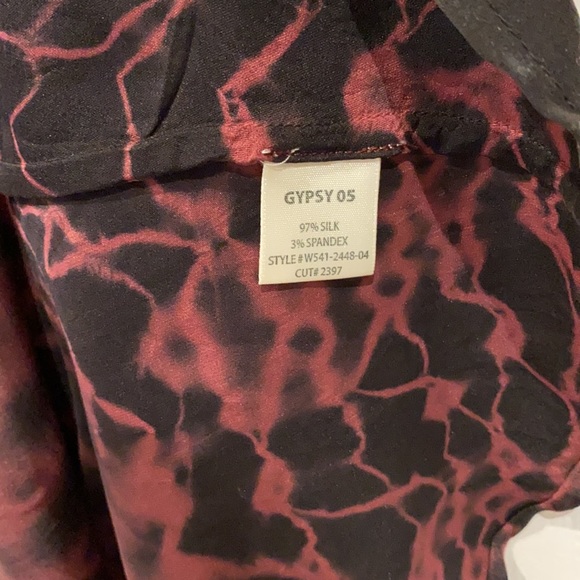 GYPSY 05
97% SILK
3% SPANDEX
STYLE # W541-2448-04
CUT# 2397